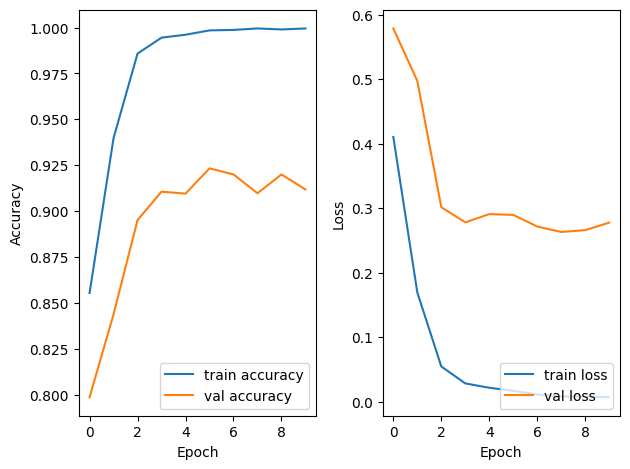 1.000
0.975
0.950
0.925
0.900
0.875
0.850
0.825
0.800
Accuracy
0 2 4 6 8
Epoch
train accuracy
val accuracy
0.6
0.5
0.4
0.3
0.2
0.1
0.0
Loss
0 2 4 6 8
Epoch
train loss
val loss